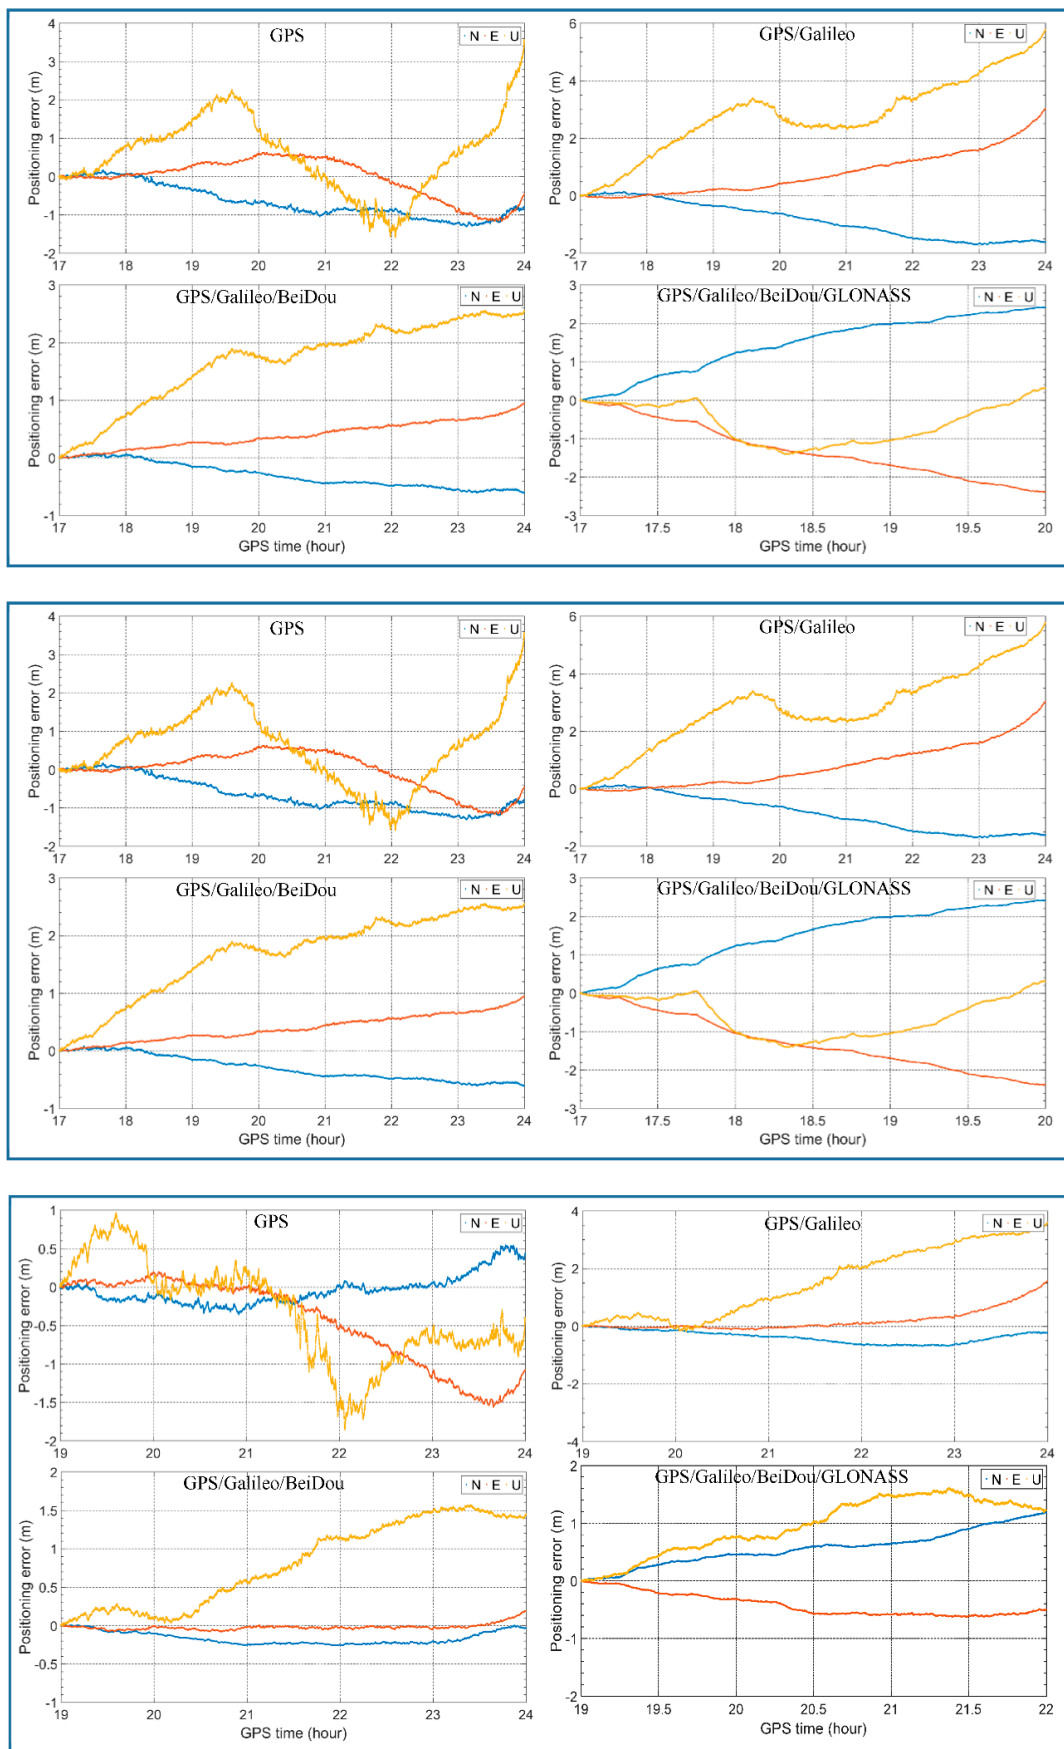 GPS
N E U
Positioning error (m)
4
3
2
1
0
-1
-2
17 18 19 20 21 22 23 24
GPS/Galileo
N E U
Positioning error (m)
6
4
2
0
-2
17 18 19 20 21 22 23 24
GPS/Galileo/BeiDou
N E U
Positioning error (m)
3
2
1
0
-1
17 18 19 20 21 22 23 24
GPS time (hour)
GPS/Galileo/BeiDou/GLONASS
N E U
Positioning error (m)
3
2
1
0
-1
-2
-3
17 17.5 18 18.5 19 19.5 20
GPS time (hour)
GPS
N E U
Positioning error (m)
4
3
2
1
0
-1
-2
17 18 19 20 21 22 23 24
GPS/Galileo
N E U
Positioning error (m)
6
4
2
0
-2
17 18 19 20 21 22 23 24
GPS/Galileo/BeiDou
N E U
Positioning error (m)
3
2
1
0
-1
17 18 19 20 21 22 23 24
GPS time (hour)
GPS/Galileo/BeiDou/GLONASS
N E U
Positioning error (m)
3
2
1
0
-1
-2
-3
17 17.5 18 18.5 19 19.5 20
GPS time (hour)
GPS
N E U
Positioning error (m)
1
0.5
0
-0.5
-1
-1.5
-2
19 20 21 22 23 24
GPS/Galileo
N E U
Positioning error (m)
4
2
0
-2
-4
19 20 21 22 23 24
GPS/Galileo/BeiDou
N E U
Positioning error (m)
2
1.5
1
0.5
0
-0.5
-1
19 20 21 22 23 24
GPS time (hour)
GPS/Galileo/BeiDou/GLONASS
N E U
Positioning error (m)
2
1
0
-1
-2
19 19.5 20 20.5 21 21.5 22
GPS time (hour)